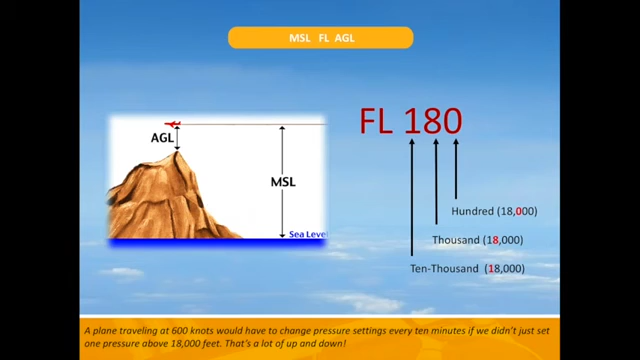 MSL FL AGL
FL 180
AGL
MSL
Sea Level
Hundred (18,000)
Thousand (18,000)
Ten-Thousand (18,000)
A plane traveling at 600 knots would have to change pressure settings every ten minutes if we didn't just set
one pressure above 18,000 feet. That's a lot of up and down!